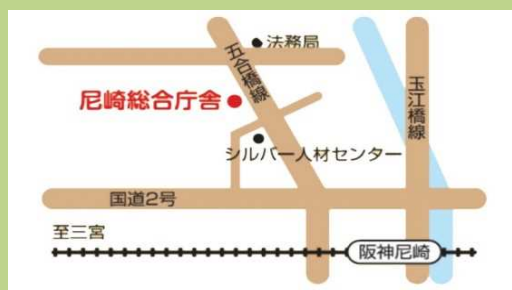 法務局
五合橋線
玉江橋線
尼崎総合庁舎
シルバー人材センター
国道2号
至三宮
阪神尼崎